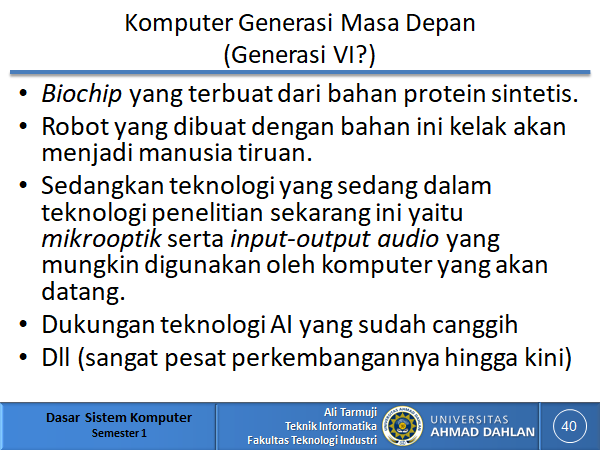 Komputer Generasi Masa Depan
(Generasi VI?)
• Biochip yang terbuat dari bahan protein sintetis.
• Robot yang dibuat dengan bahan ini kelak akan
menjadi manusia tiruan.
• Sedangkan teknologi yang sedang dalam
teknologi penelitian sekarang ini yaitu
mikrooptik serta input-output audio yang
mungkin digunakan oleh komputer yang akan
datang.
• Dukungan teknologi AI yang sudah canggih
• Dll (sangat pesat perkembangannya hingga kini)
Dasar Sistem Komputer
Semester 1
Ali Tarmuji
Teknik Informatika
Fakultas Teknologi Industri
UNIVERSITAS
AHMAD DAHLAN
40